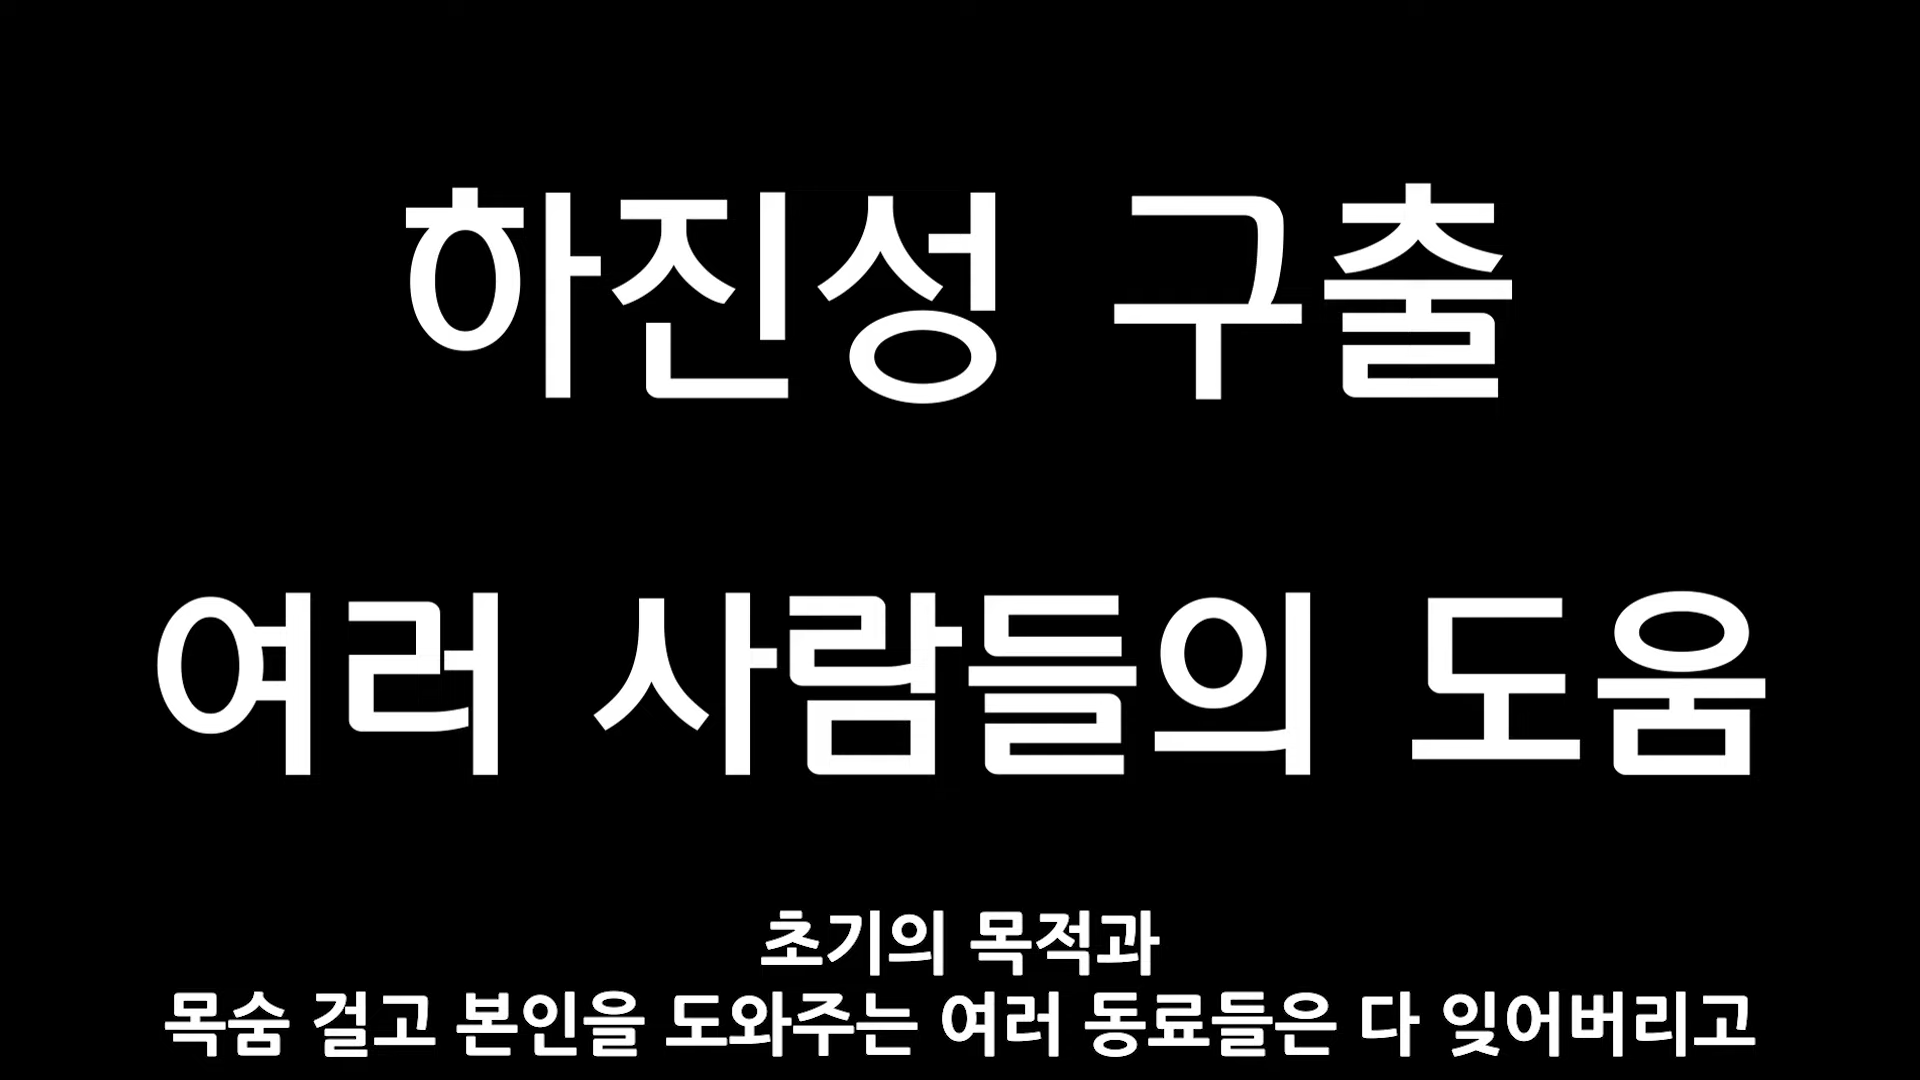 하진성 구출
여러 사람들의 도움
초기의 목적과
목숨 걸고 본인을 도와주는 여러 동료들은 다 잊어버리고